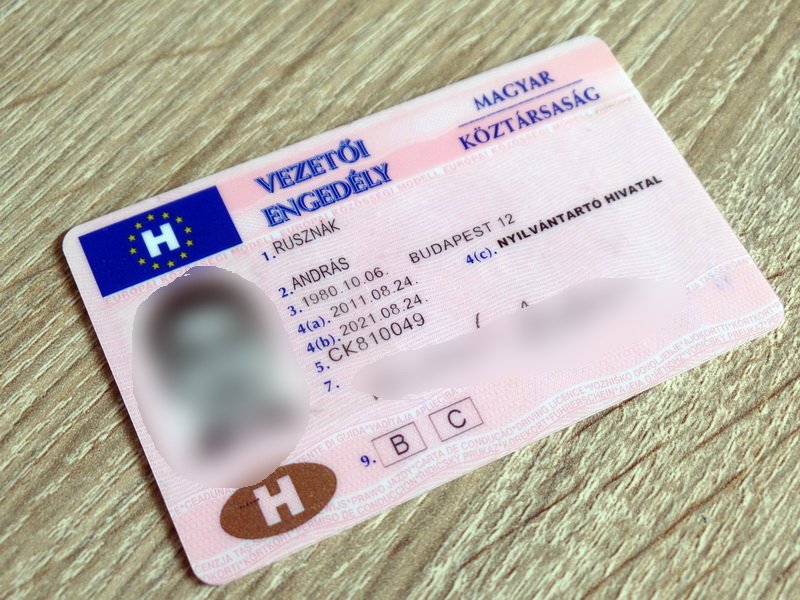 MAGYAR
KÖZTÁRSASÁG
VEZETŐI
ENGEDÉLY
H
1. RUSZNÁK
2. ANDRÁS
3. 1980.10.06. BUDAPEST 12
4(a). 2011.08.24. 4(c). NYILVÁNTARTÓ HIVATAL
4(b). 2021.08.24.
5. CK810049
7.
9. B C
H